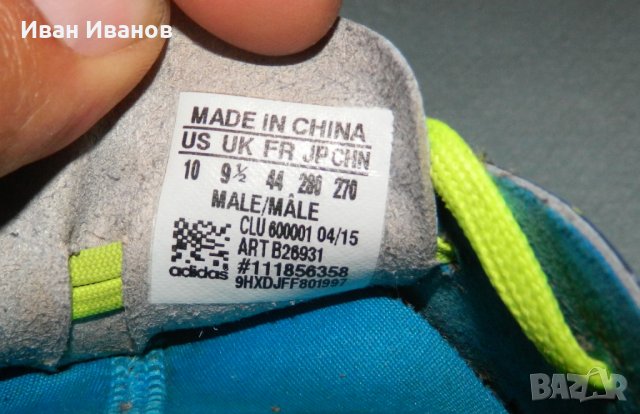 Иван Иванов
MADE IN CHINA
US UK FR JP CHN
10 9½ 44 280 270
MALE/MÂLE
CLU 600001 04/15
ART B26931
#111856358
adidas
9HXDJFF801997
BAZAR